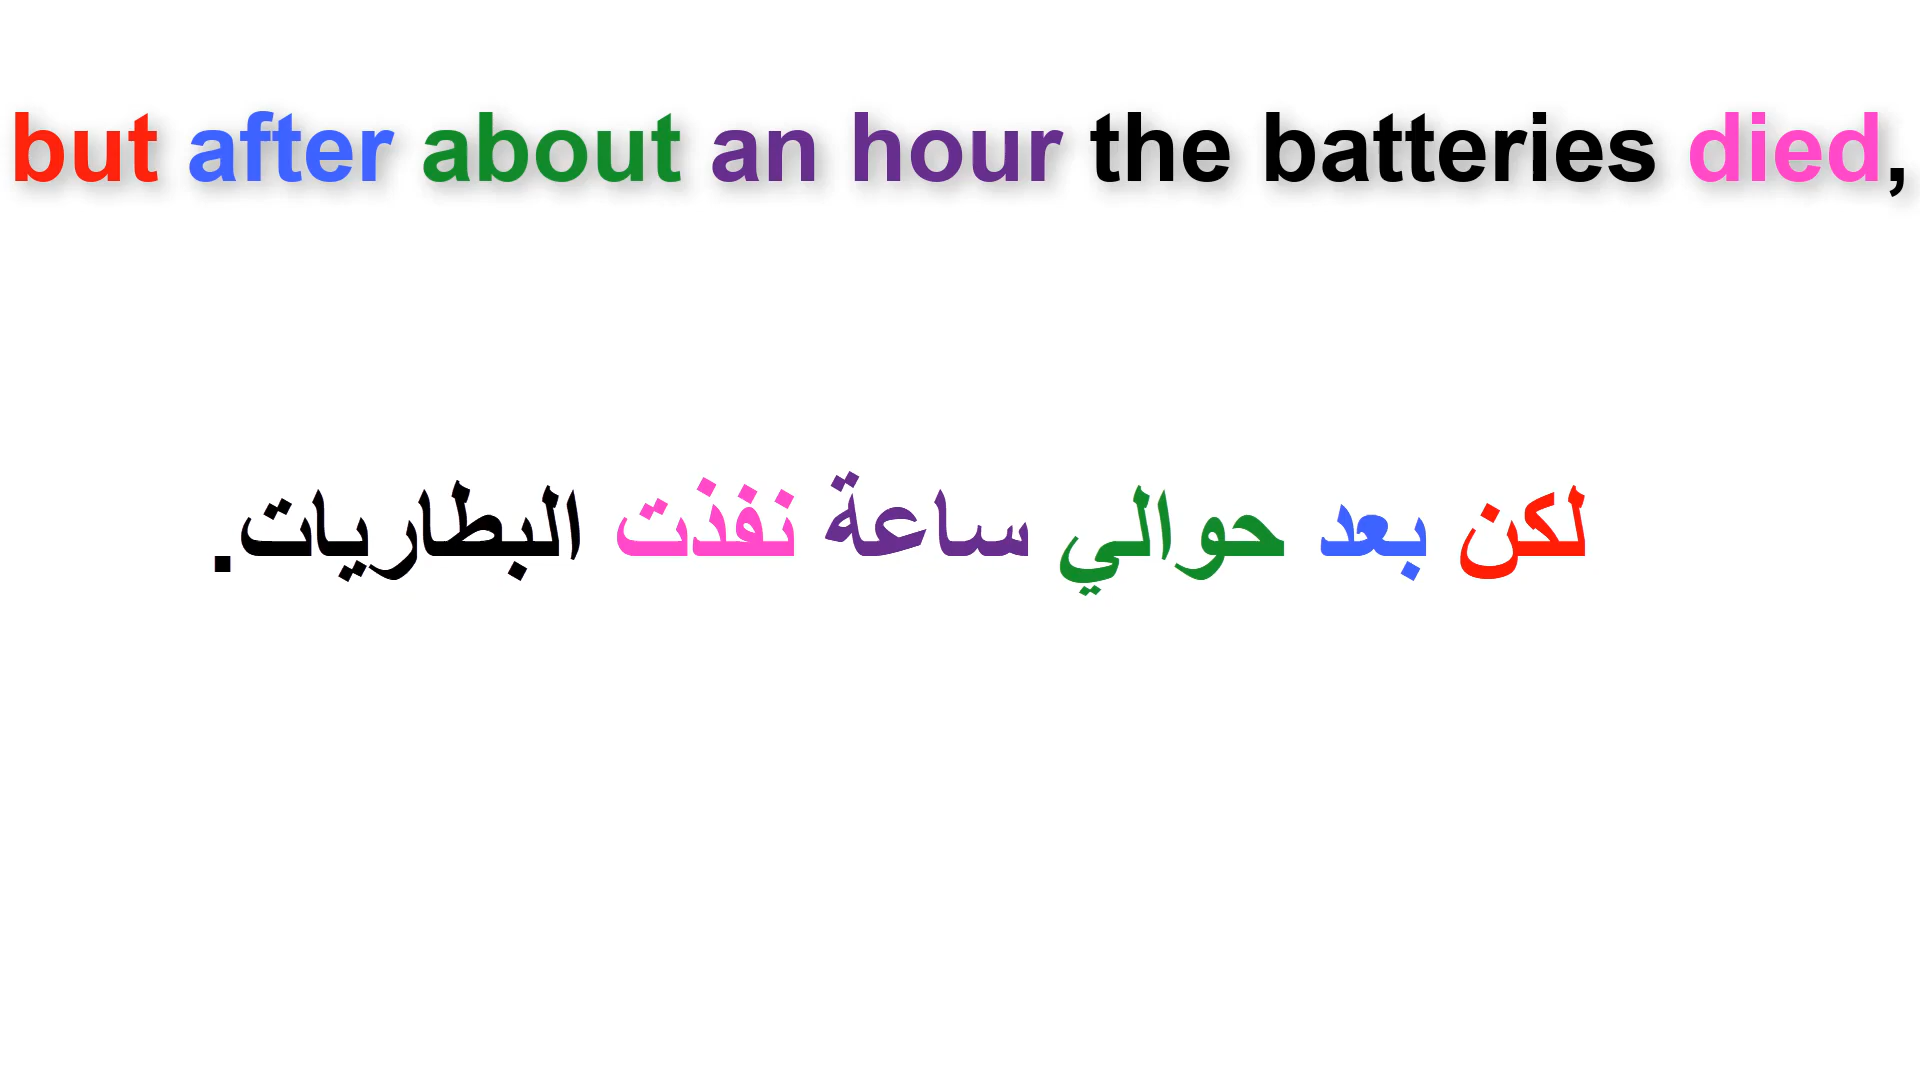 but after about an hour the batteries died,
لكن بعد حوالي ساعة نفذت البطاريات.